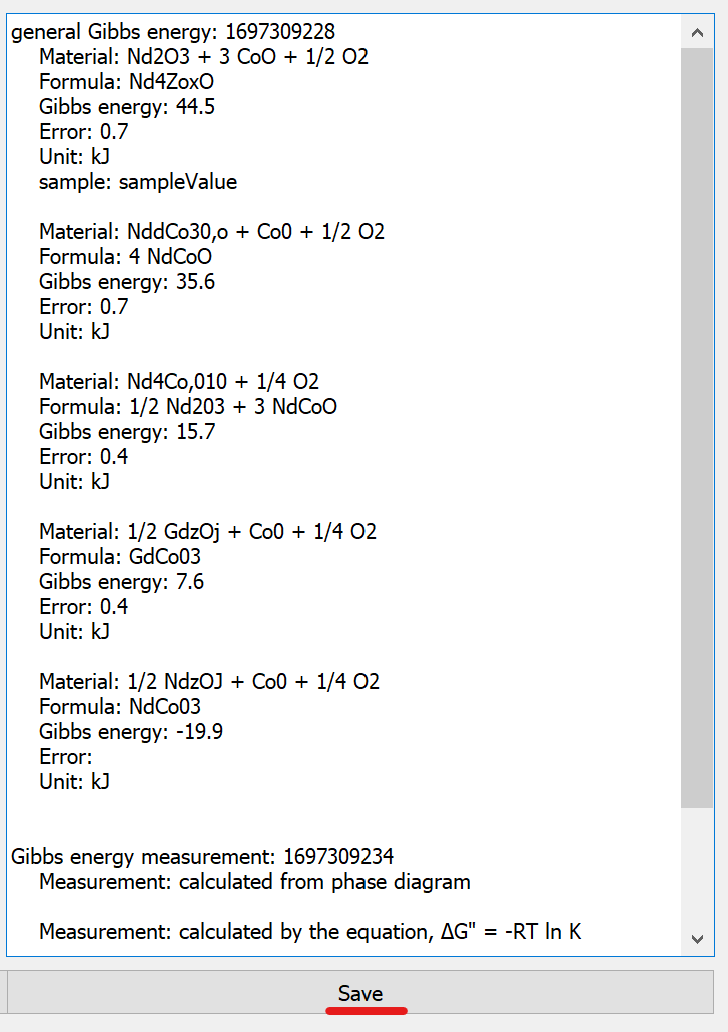 general Gibbs energy: 1697309228
Material: Nd2O3 + 3 CoO + 1/2 O2
Formula: Nd4ZoxO
Gibbs energy: 44.5
Error: 0.7
Unit: kJ
sample: sampleValue
Material: NddCo30,o + Co0 + 1/2 O2
Formula: 4 NdCoO
Gibbs energy: 35.6
Error: 0.7
Unit: kJ
Material: Nd4Co,010 + 1/4 O2
Formula: 1/2 Nd203 + 3 NdCoO
Gibbs energy: 15.7
Error: 0.4
Unit: kJ
Material: 1/2 GdzOj + Co0 + 1/4 O2
Formula: GdCo03
Gibbs energy: 7.6
Error: 0.4
Unit: kJ
Material: 1/2 NdzOJ + Co0 + 1/4 O2
Formula: NdCo03
Gibbs energy: -19.9
Error:
Unit: kJ
Gibbs energy measurement: 1697309234
Measurement: calculated from phase diagram
Measurement: calculated by the equation, ΔG" = -RT ln K
Save